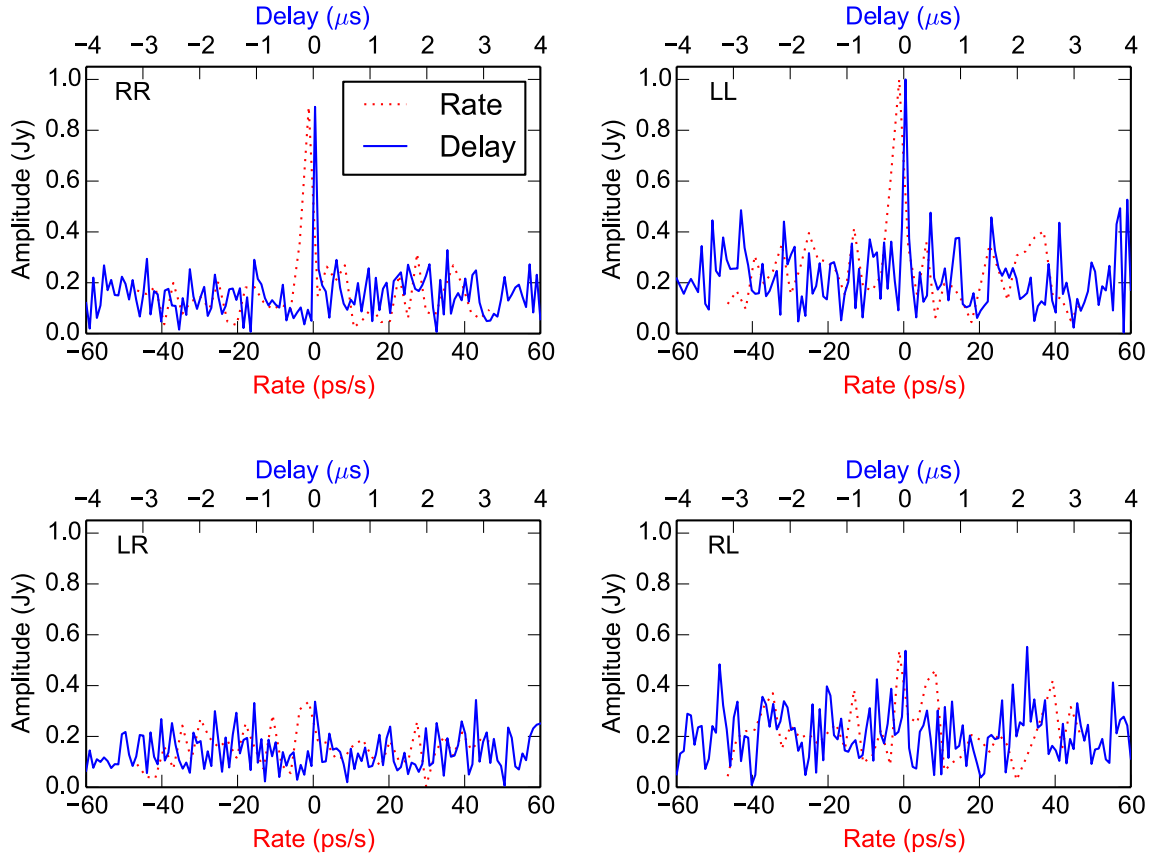 Delay (μs)
−4 −3 −2 −1 0 1 2 3 4
1.0
RR
Rate
Delay
0.8
0.6
0.4
0.2
0.0
Amplitude (Jy)
−60 −40 −20 0 20 40 60
Rate (ps/s)
Delay (μs)
−4 −3 −2 −1 0 1 2 3 4
1.0
LL
0.8
0.6
0.4
0.2
0.0
Amplitude (Jy)
−60 −40 −20 0 20 40 60
Rate (ps/s)
Delay (μs)
−4 −3 −2 −1 0 1 2 3 4
1.0
LR
0.8
0.6
0.4
0.2
0.0
Amplitude (Jy)
−60 −40 −20 0 20 40 60
Rate (ps/s)
Delay (μs)
−4 −3 −2 −1 0 1 2 3 4
1.0
RL
0.8
0.6
0.4
0.2
0.0
Amplitude (Jy)
−60 −40 −20 0 20 40 60
Rate (ps/s)